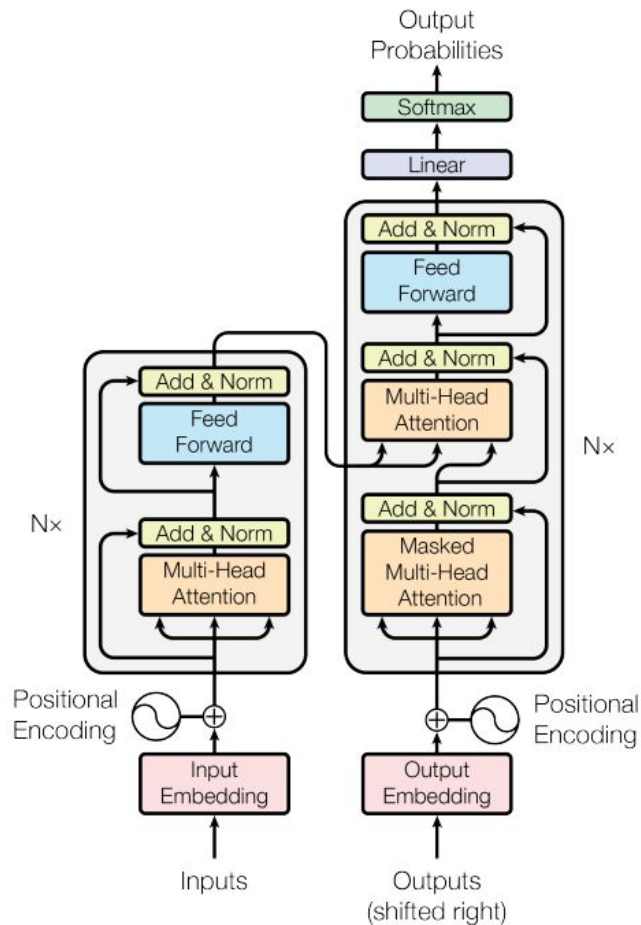 Output
Probabilities
Softmax
Linear
Add & Norm
Feed
Forward
Add & Norm
Multi-Head
Attention
Add & Norm
Masked
Multi-Head
Attention
Nx
Add & Norm
Feed
Forward
Add & Norm
Multi-Head
Attention
Nx
Positional
Encoding
Positional
Encoding
Input
Embedding
Output
Embedding
Inputs
Outputs
(shifted right)